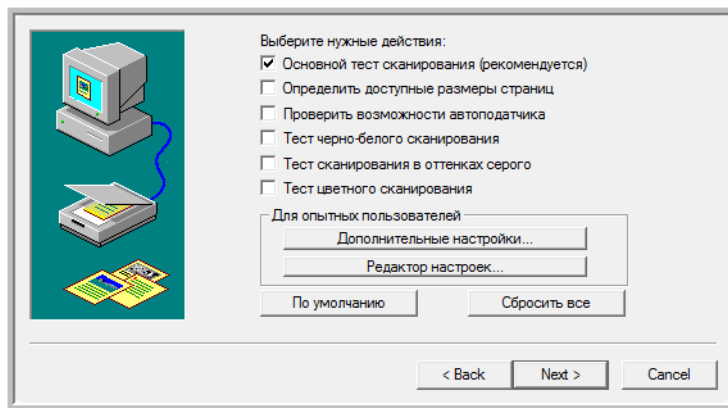 Выберите нужные действия:
Основной тест сканирования (рекомендуется)
Определить доступные размеры страниц
Проверить возможности автоподатчика
Тест черно-белого сканирования
Тест сканирования в оттенках серого
Тест цветного сканирования
Для опытных пользователей
Дополнительные настройки...
Редактор настроек...
По умолчанию
Сбросить все
< Back
Next >
Cancel